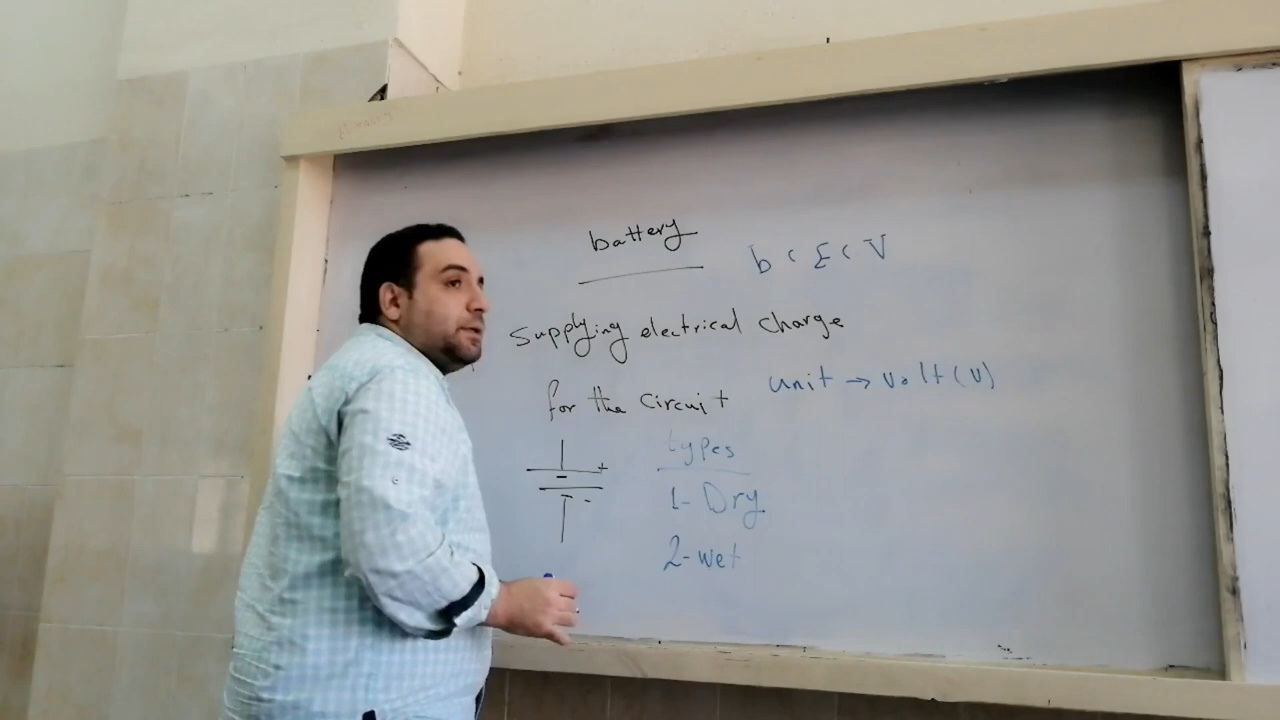 battery
b ، Ɛ ، V
supplying electrical charge
for the circuit
unit → volt (v)
types
1- Dry
2- wet
+
-